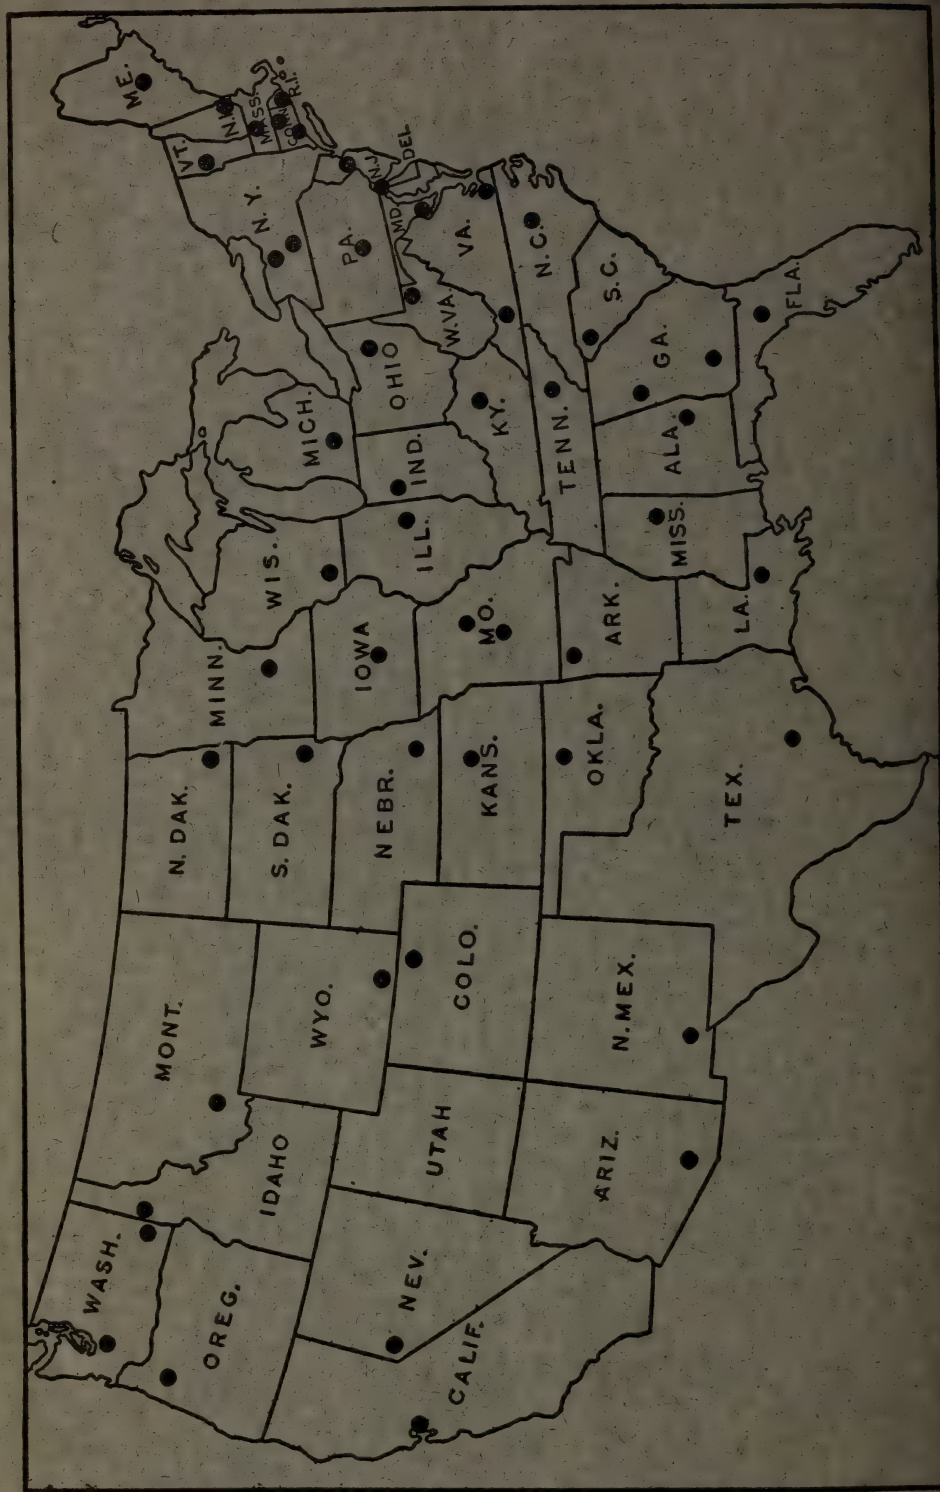 WASH.
OREG.
CALIF.
NEV.
IDAHO
MONT.
WYO.
UTAH
ARIZ.
COLO.
N.MEX.
N. DAK.
S. DAK.
NEBR.
KANS.
OKLA.
TEX.
MINN.
IOWA
MO.
ARK.
LA.
WIS.
ILL.
MICH.
IND.
OHIO
KY.
TENN.
MISS.
ALA.
GA.
FLA.
S.C.
N.C.
VA.
W.VA.
MD.
DEL
PA.
N.J.
N.Y.
VT.
N.H.
MASS.
CONN
R.I.
ME.